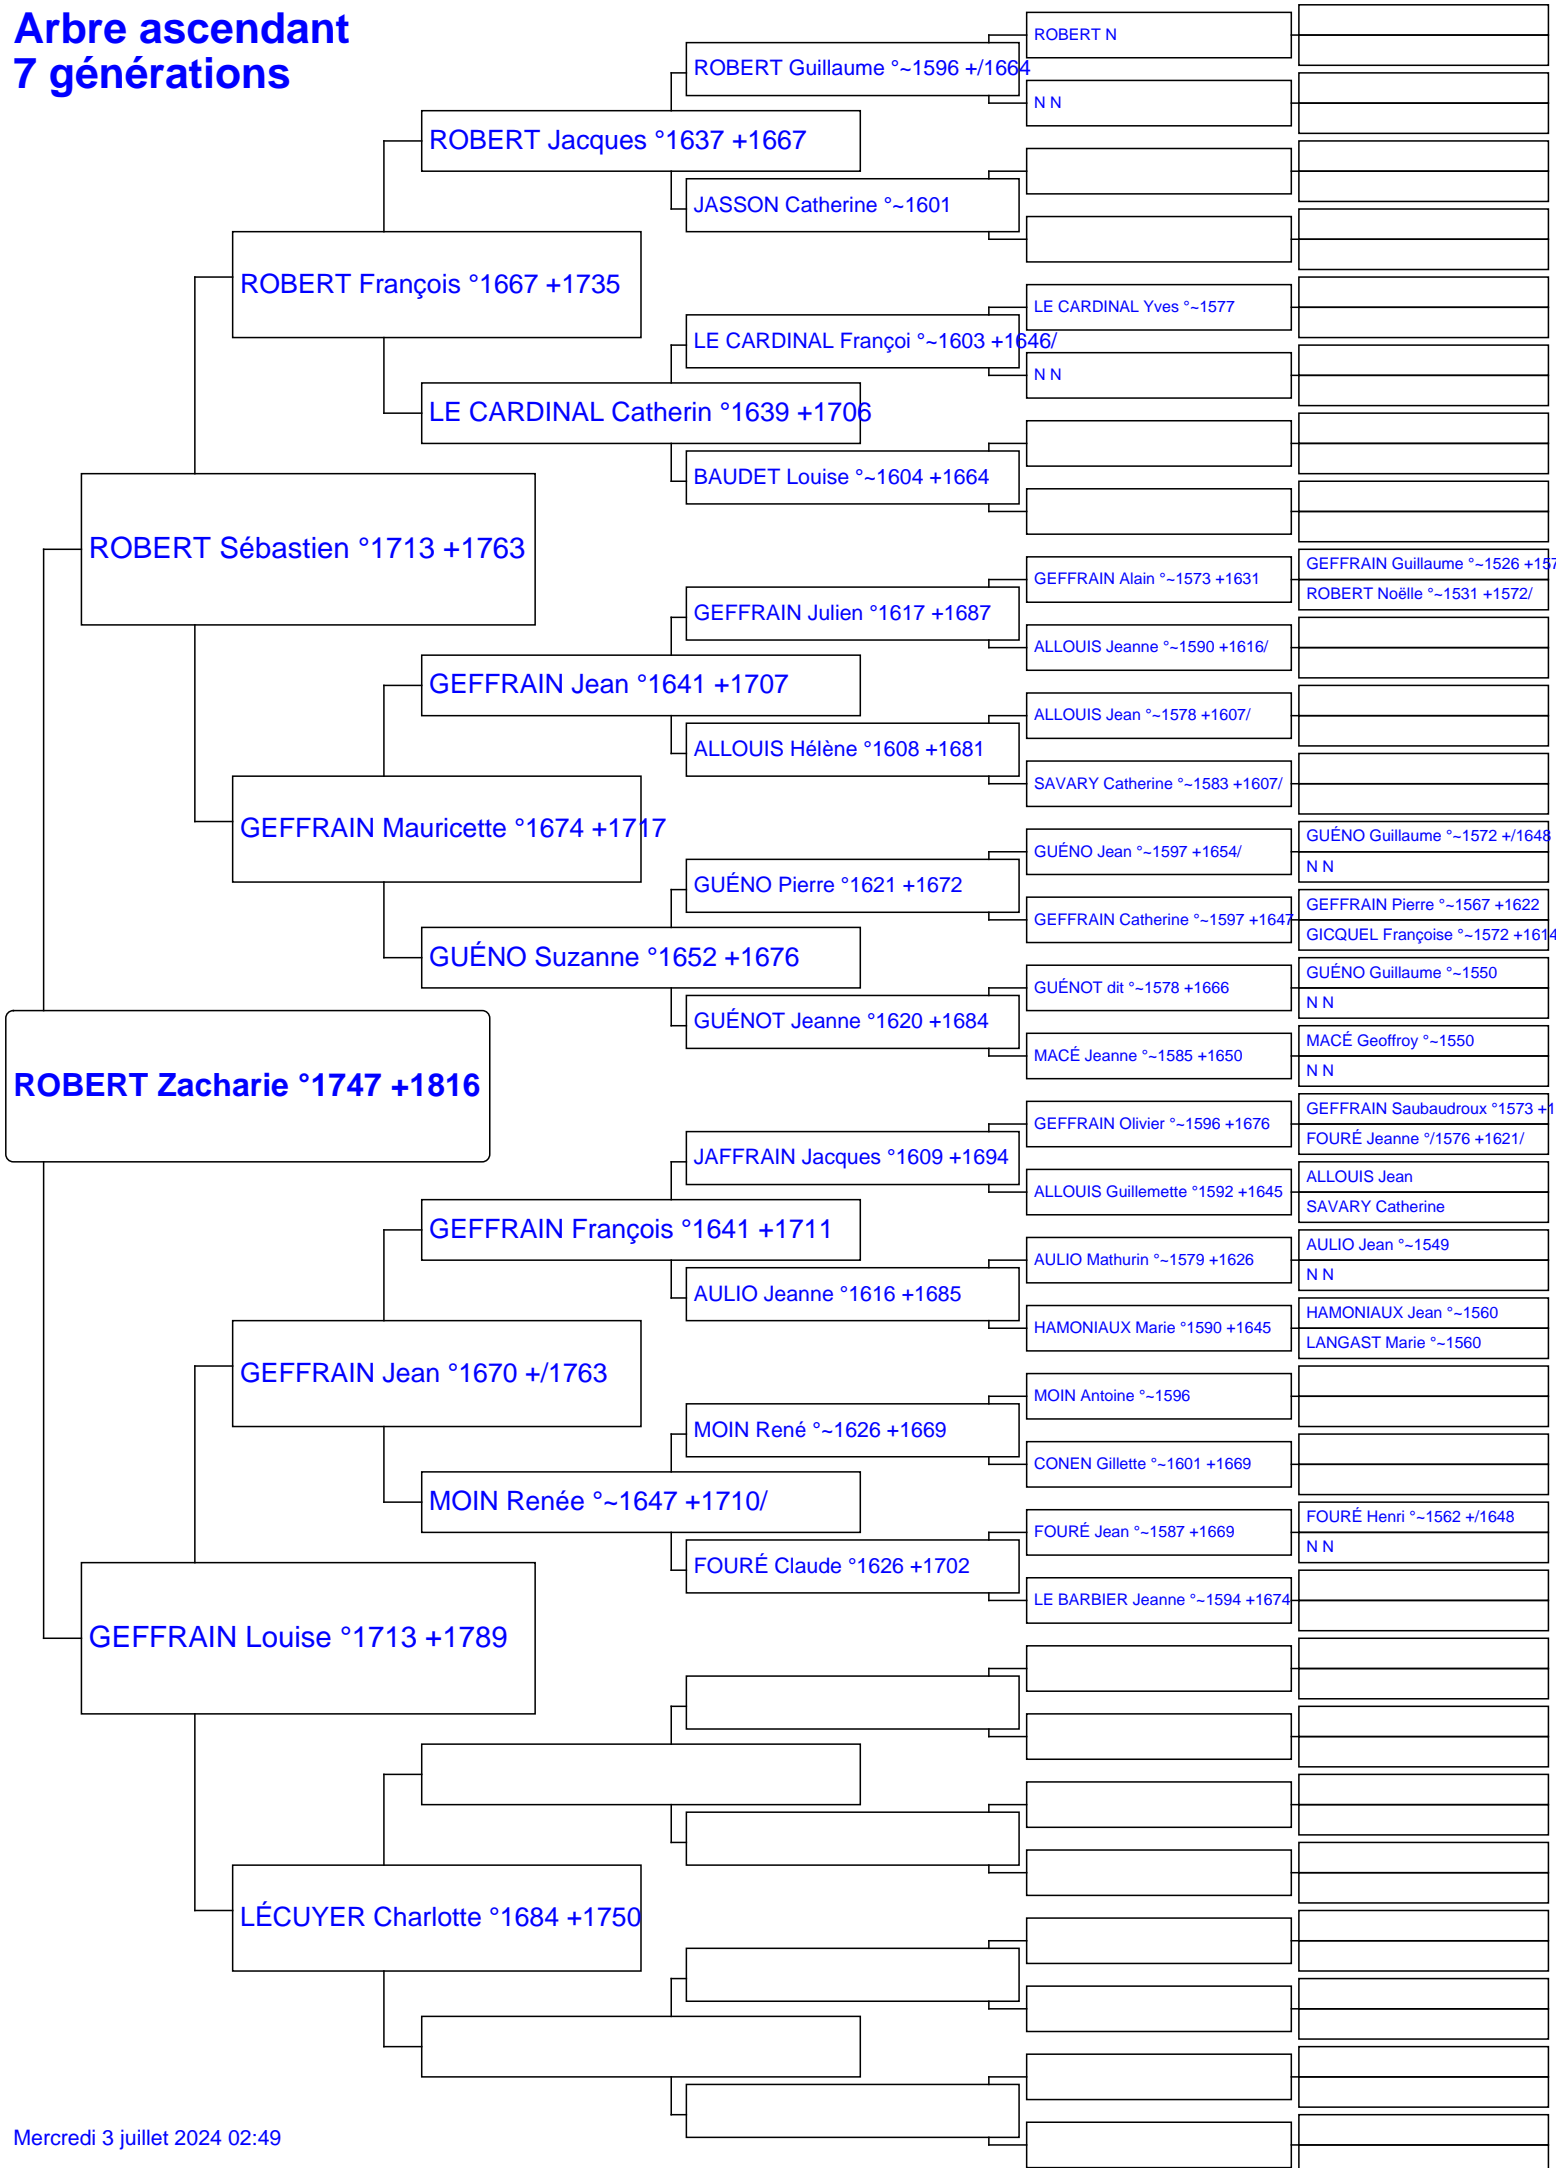 Arbre ascendant
7 générations
ROBERT N
ROBERT Guillaume °~1596 +/1664
N N
ROBERT Jacques °1637 +1667
JASSON Catherine °~1601
ROBERT François °1667 +1735
LE CARDINAL Yves °~1577
LE CARDINAL Françoi °~1603 +1646/
N N
LE CARDINAL Catherin °1639 +1706
BAUDET Louise °~1604 +1664
ROBERT Sébastien °1713 +1763
GEFFRAIN Guillaume °~1526 +157
GEFFRAIN Alain °~1573 +1631
ROBERT Noëlle °~1531 +1572/
GEFFRAIN Julien °1617 +1687
ALLOUIS Jeanne °~1590 +1616/
GEFFRAIN Jean °1641 +1707
ALLOUIS Jean °~1578 +1607/
ALLOUIS Hélène °1608 +1681
SAVARY Catherine °~1583 +1607/
GEFFRAIN Mauricette °1674 +1717
GUÉNO Guillaume °~1572 +/1648
GUÉNO Jean °~1597 +1654/
N N
GUÉNO Pierre °1621 +1672
GEFFRAIN Pierre °~1567 +1622
GEFFRAIN Catherine °~1597 +1647
GICQUEL Françoise °~1572 +1614
GUÉNO Suzanne °1652 +1676
GUÉNO Guillaume °~1550
GUÉNOT dit °~1578 +1666
N N
GUÉNOT Jeanne °1620 +1684
MACÉ Geoffroy °~1550
MACÉ Jeanne °~1585 +1650
N N
ROBERT Zacharie °1747 +1816
GEFFRAIN Saubaudroux °1573 +1
GEFFRAIN Olivier °~1596 +1676
FOURÉ Jeanne °/1576 +1621/
JAFFRAIN Jacques °1609 +1694
ALLOUIS Jean
ALLOUIS Guillemette °1592 +1645
SAVARY Catherine
GEFFRAIN François °1641 +1711
AULIO Jean °~1549
AULIO Mathurin °~1579 +1626
N N
AULIO Jeanne °1616 +1685
HAMONIAUX Jean °~1560
HAMONIAUX Marie °1590 +1645
LANGAST Marie °~1560
GEFFRAIN Jean °1670 +/1763
MOIN Antoine °~1596
MOIN René °~1626 +1669
CONEN Gillette °~1601 +1669
MOIN Renée °~1647 +1710/
FOURÉ Henri °~1562 +/1648
FOURÉ Jean °~1587 +1669
N N
FOURÉ Claude °1626 +1702
LE BARBIER Jeanne °~1594 +1674
GEFFRAIN Louise °1713 +1789
LÉCUYER Charlotte °1684 +1750
Mercredi 3 juillet 2024 02:49